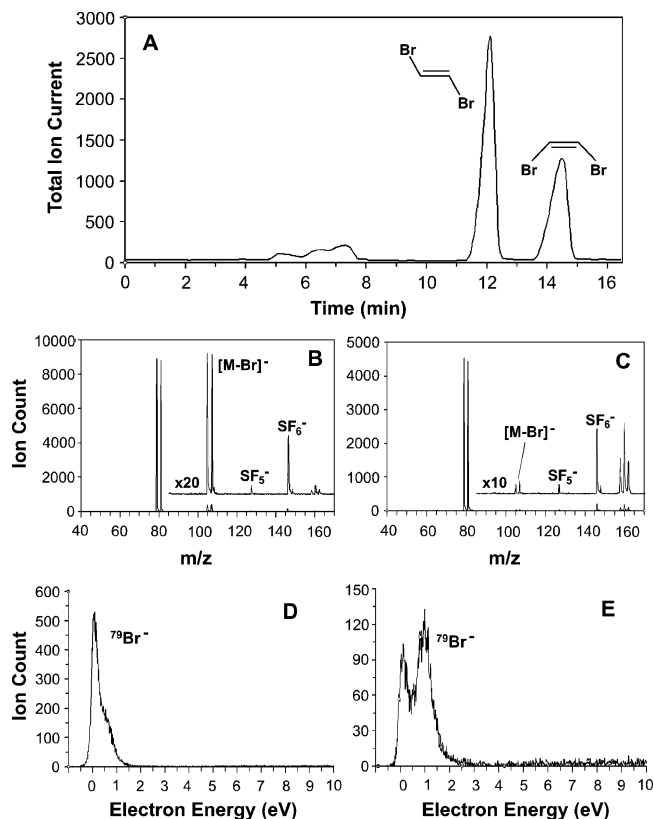 A
3000
2500
2000
1500
1000
500
0
Total Ion Current
Br
Br
Br Br
0 2 4 6 8 10 12 14 16
Time (min)
B
10000
8000
6000
4000
2000
0
Ion Count
[M-Br]⁻
SF₆⁻
SF₅⁻
x20
40 60 80 100 120 140 160
m/z
C
5000
4000
3000
2000
1000
0
[M-Br]⁻
SF₆⁻
SF₅⁻
x10
40 60 80 100 120 140 160
m/z
D
600
500
400
300
200
100
0
Ion Count
⁷⁹Br⁻
0 1 2 3 4 5 6 7 8 9 10
Electron Energy (eV)
E
150
120
90
60
30
0
⁷⁹Br⁻
0 1 2 3 4 5 6 7 8 9 10
Electron Energy (eV)